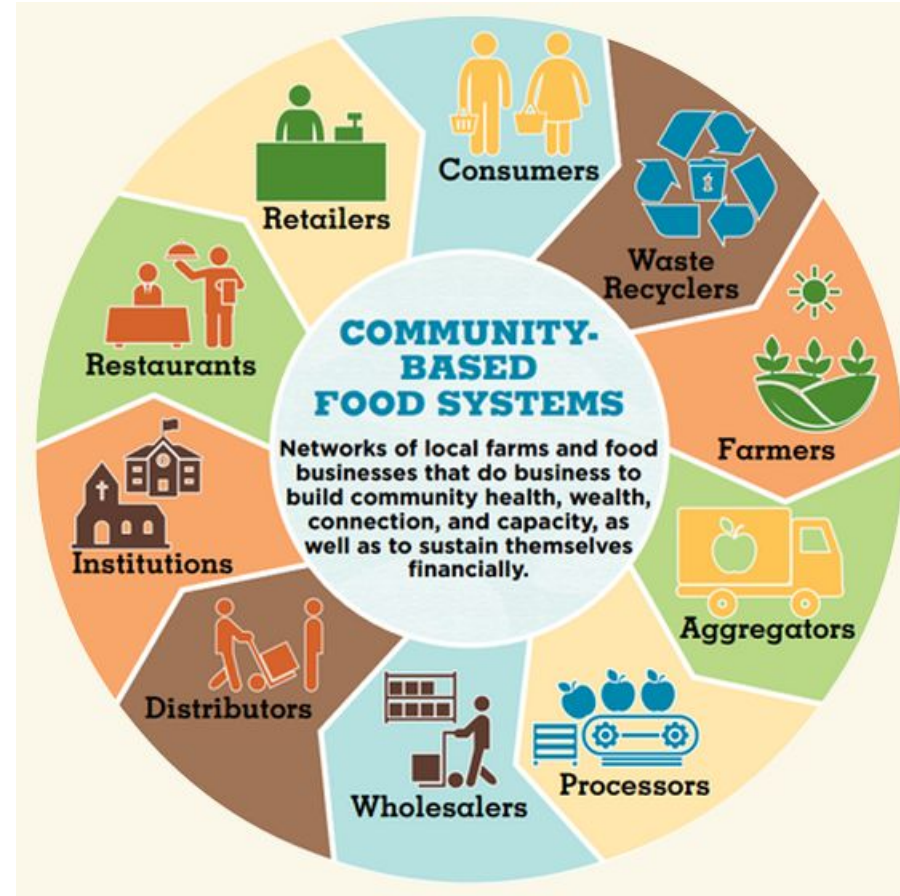 Consumers
Waste
Recyclers
Farmers
Aggregators
Processors
Wholesalers
Distributors
Institutions
Restaurants
Retailers
COMMUNITY-
BASED
FOOD SYSTEMS
Networks of local farms and food
businesses that do business to
build community health, wealth,
connection, and capacity, as
well as to sustain themselves
financially.